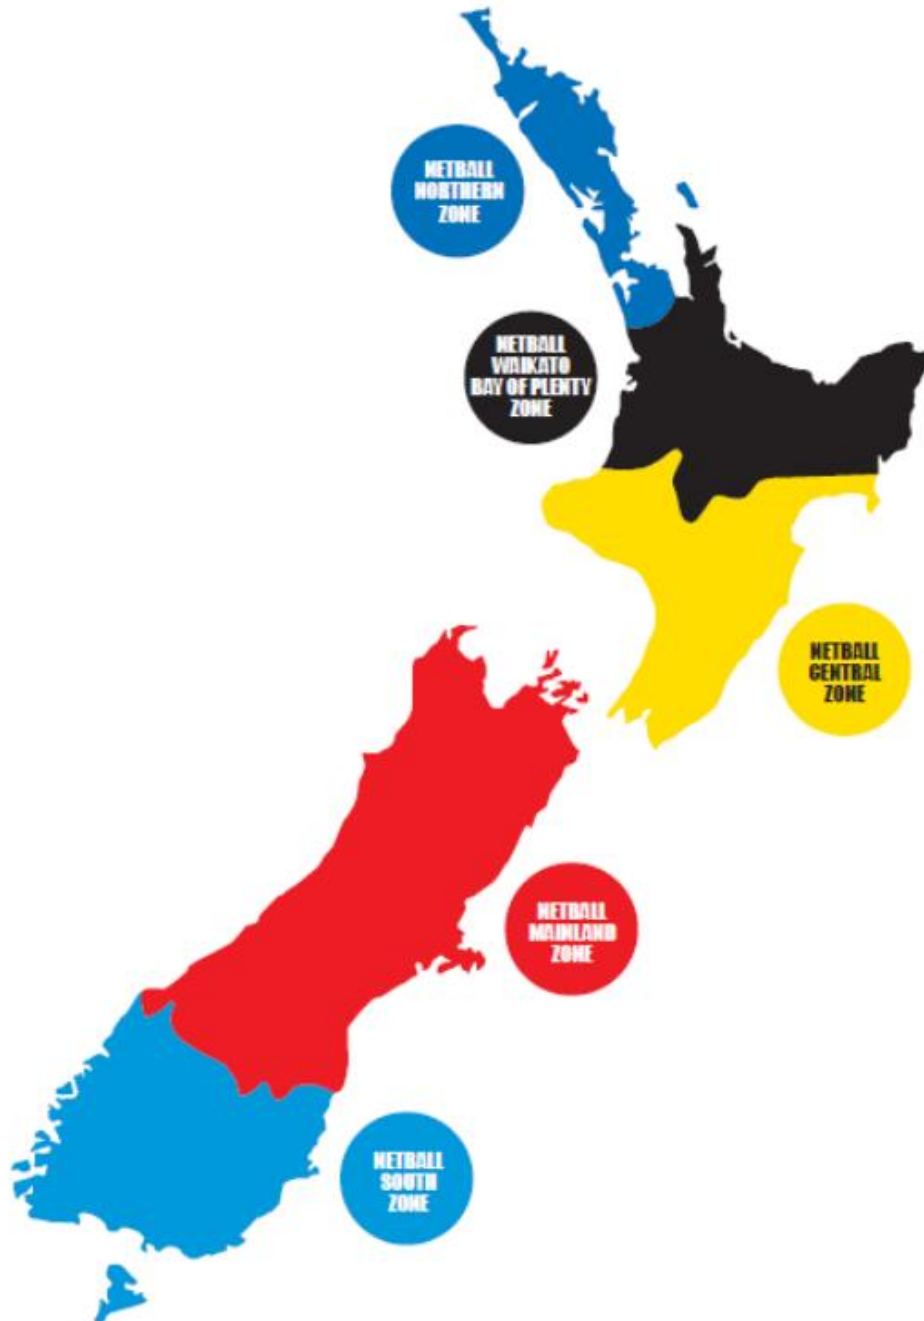 NETBALL
NORTHERN
ZONE
NETBALL
WAIKATO
BAY OF PLENTY
ZONE
NETBALL
CENTRAL
ZONE
NETBALL
MAINLAND
ZONE
NETBALL
SOUTH
ZONE